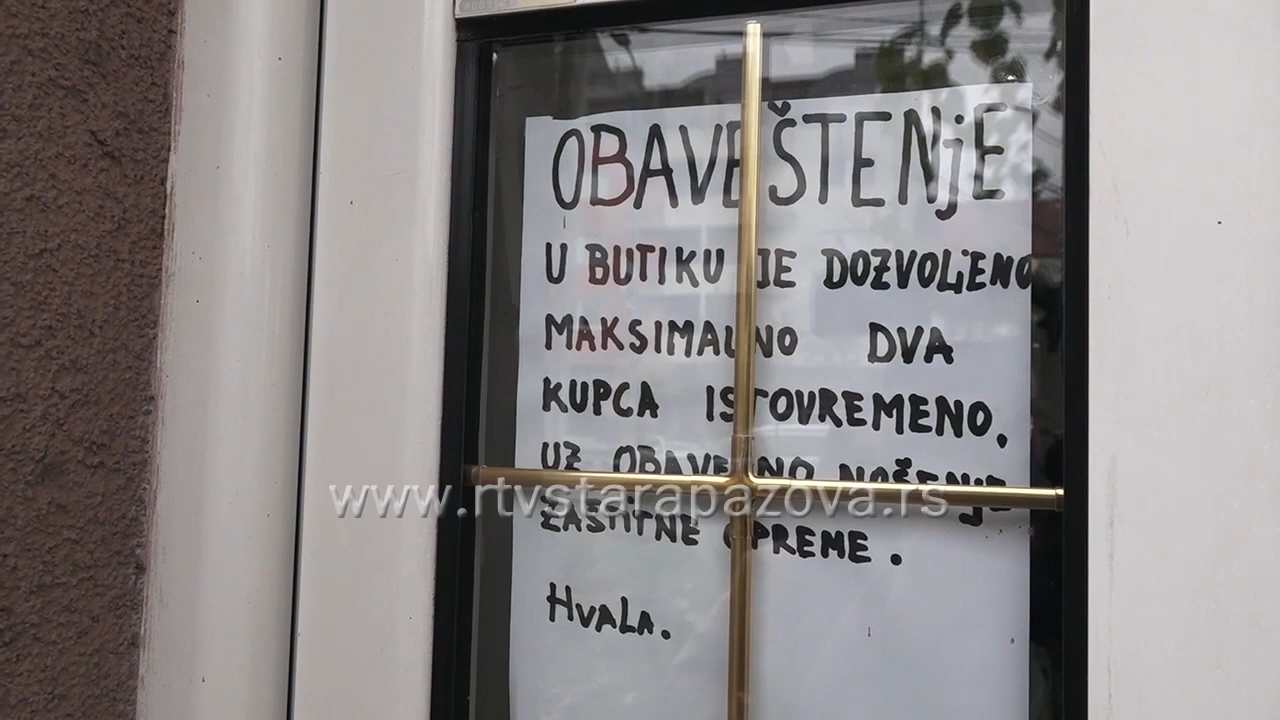 OBAVEŠTENjE
U BUTIKU JE DOZVOLjENO
MAKSIMALNO DVA
KUPCA ISTOVREMENO,
UZ OBAVEZNO NOŠENjE
www.rtvstarapazova.rs
ZAŠTITNE OPREME.
HVALA.